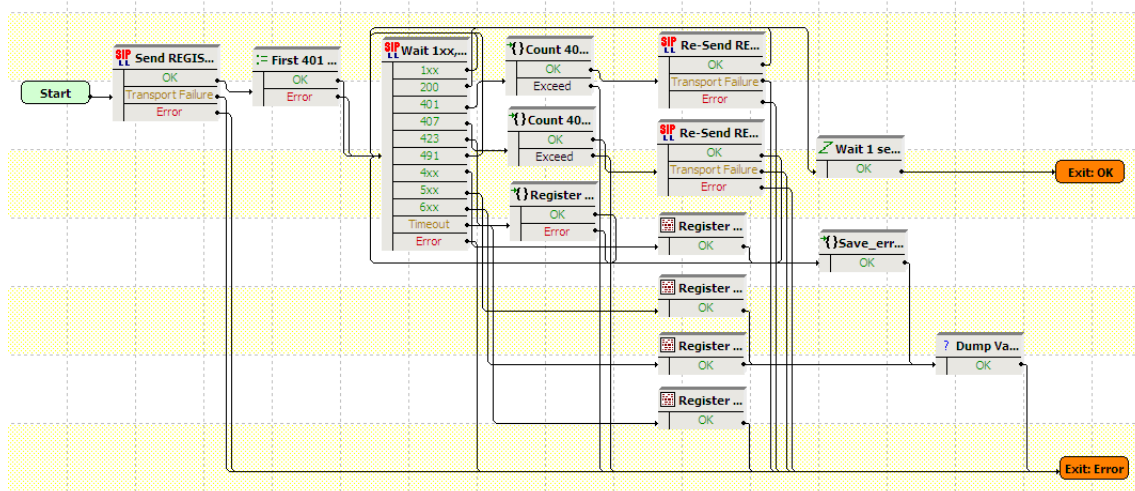 Start
SIP LL Send REGIS...
OK
Transport Failure
Error
:= First 401 ...
OK
Error
SIP LL Wait 1xx,...
1xx
200
401
407
423
491
4xx
5xx
6xx
Timeout
Error
{} Count 40...
OK
Exceed
{} Count 40...
OK
Exceed
{} Register ...
OK
Error
SIP LL Re-Send RE...
OK
Transport Failure
Error
SIP LL Re-Send RE...
OK
Transport Failure
Error
Register ...
OK
Register ...
OK
Register ...
OK
Register ...
OK
Z Wait 1 se...
OK
{} Save_err...
OK
? Dump Va...
OK
Exit: OK
Exit: Error